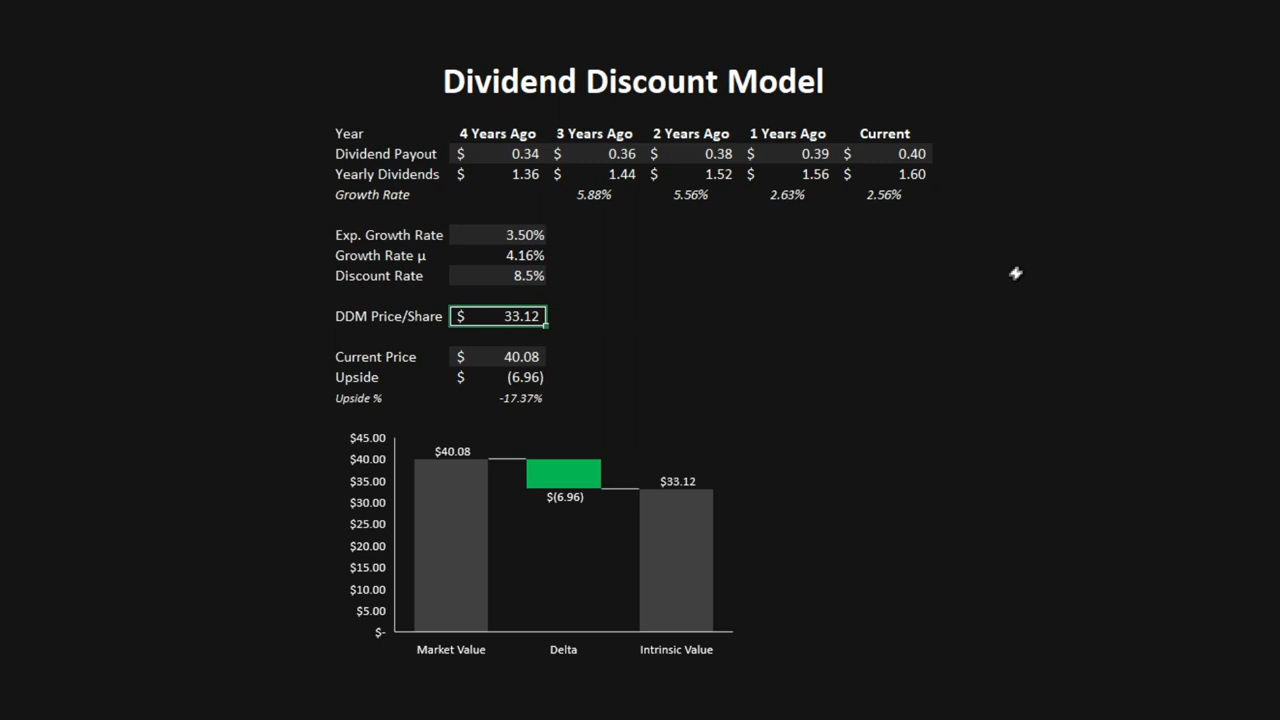 Dividend Discount Model
Year 4 Years Ago 3 Years Ago 2 Years Ago 1 Years Ago Current
Dividend Payout $ 0.34 $ 0.36 $ 0.38 $ 0.39 $ 0.40
Yearly Dividends $ 1.36 $ 1.44 $ 1.52 $ 1.56 $ 1.60
Growth Rate 5.88% 5.56% 2.63% 2.56%
Exp. Growth Rate 3.50%
Growth Rate μ 4.16%
Discount Rate 8.5%
DDM Price/Share $ 33.12
Current Price $ 40.08
Upside $ (6.96)
Upside % -17.37%
$45.00
$40.00
$35.00
$30.00
$25.00
$20.00
$15.00
$10.00
$5.00
$-
$40.08
$(6.96)
$33.12
Market Value Delta Intrinsic Value